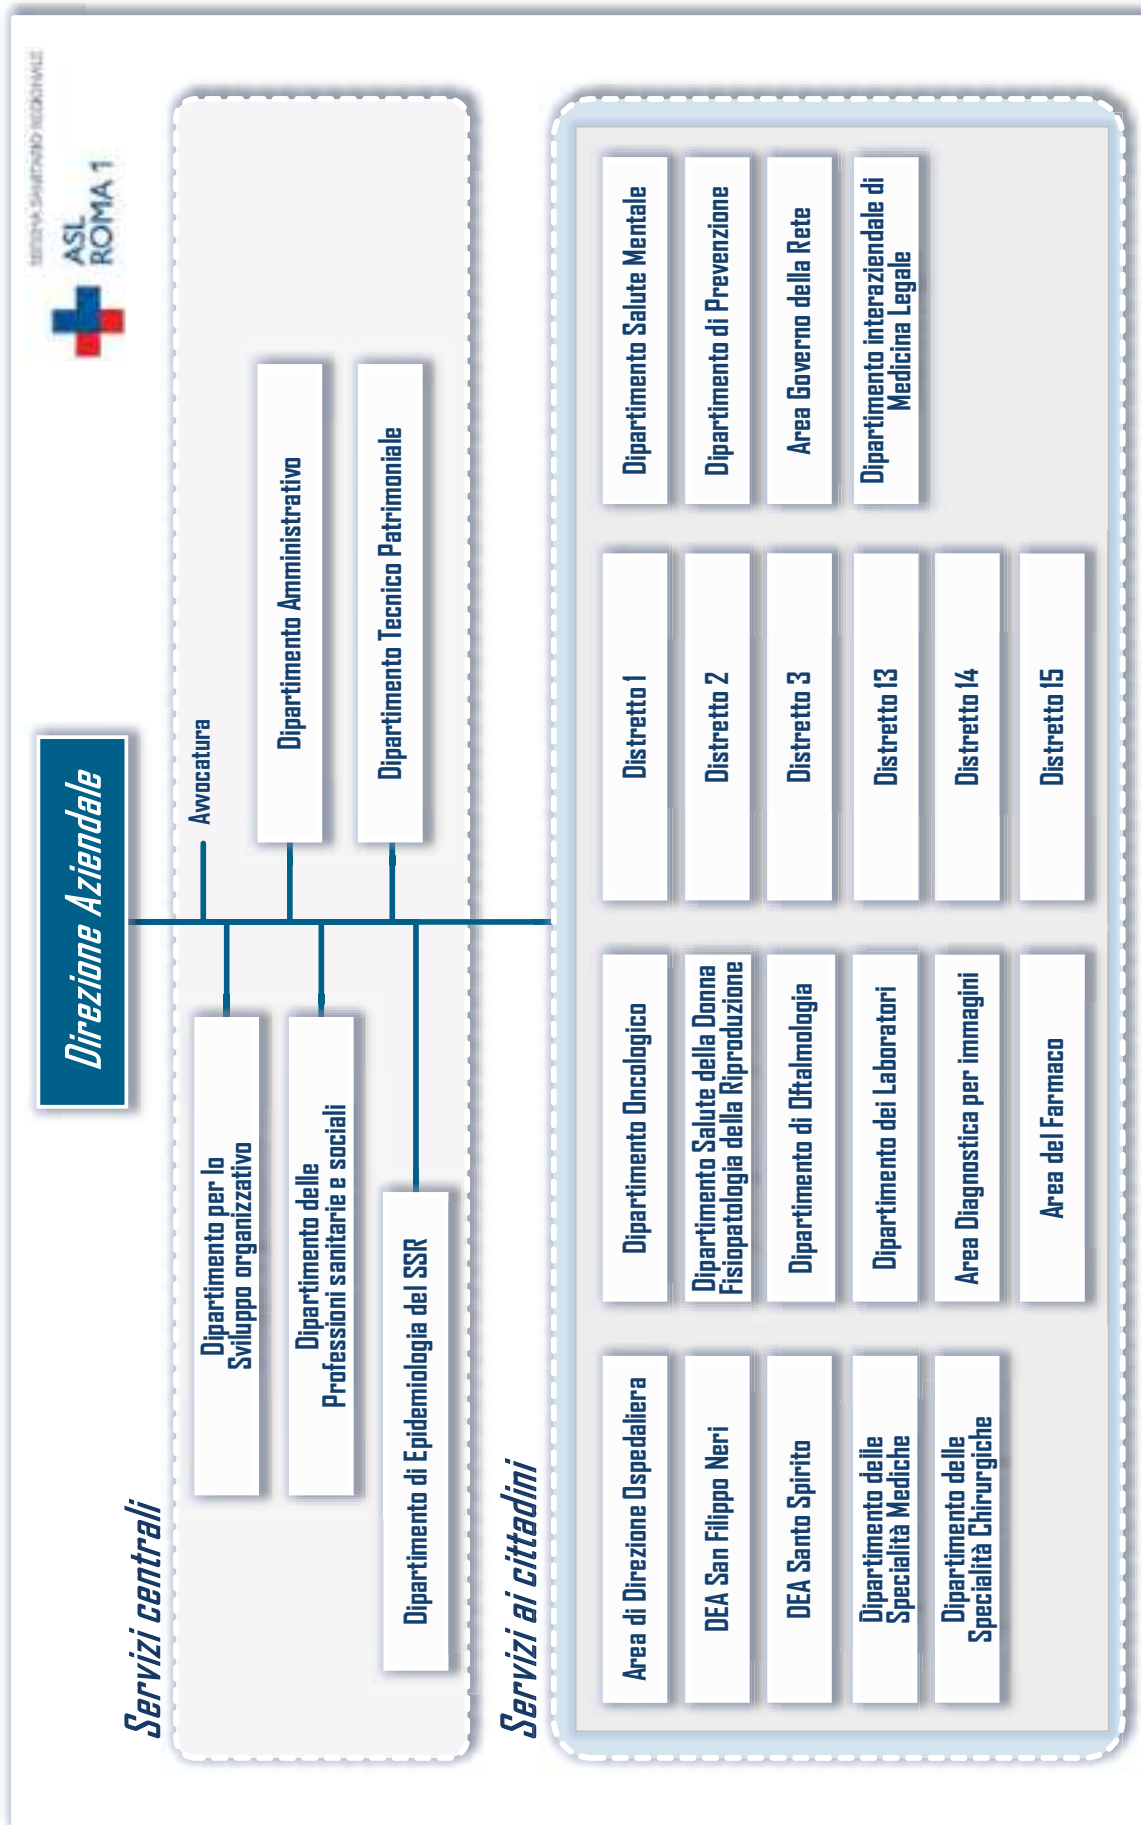 SISTEMA SANITARIO REGIONALE
ASL
ROMA 1
Direzione Aziendale
Servizi centrali
Avvocatura
Dipartimento per lo
Sviluppo organizzativo
Dipartimento Amministrativo
Dipartimento delle
Professioni sanitarie e sociali
Dipartimento Tecnico Patrimoniale
Dipartimento di Epidemiologia del SSR
Servizi ai cittadini
Area di Direzione Ospedaliera
DEA San Filippo Neri
DEA Santo Spirito
Dipartimento delle
Specialità Mediche
Dipartimento delle
Specialità Chirurgiche
Dipartimento Oncologico
Dipartimento Salute della Donna
Fisiopatologia della Riproduzione
Dipartimento di Oftalmologia
Dipartimento dei Laboratori
Area Diagnostica per immagini
Area del Farmaco
Distretto 1
Distretto 2
Distretto 3
Distretto 13
Distretto 14
Distretto 15
Dipartimento Salute Mentale
Dipartimento di Prevenzione
Area Governo della Rete
Dipartimento interaziendale di
Medicina Legale